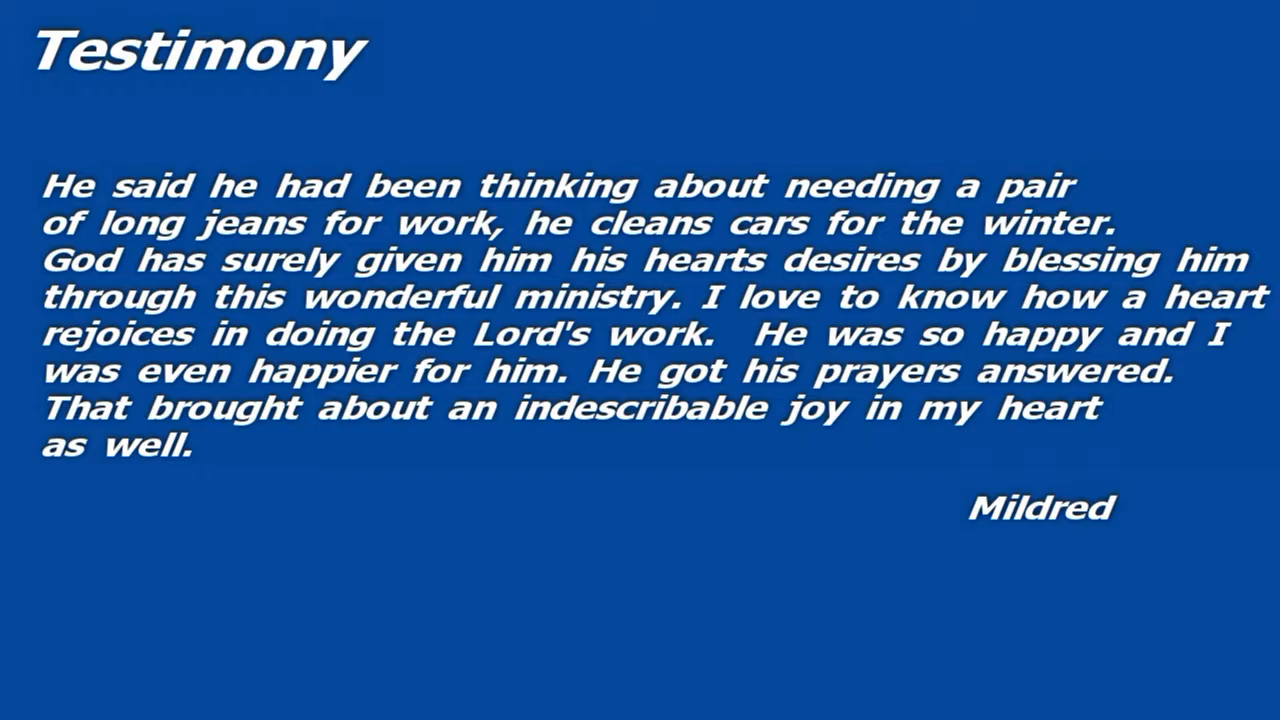 Testimony
He said he had been thinking about needing a pair
of long jeans for work, he cleans cars for the winter.
God has surely given him his hearts desires by blessing him
through this wonderful ministry. I love to know how a heart
rejoices in doing the Lord's work.  He was so happy and I
was even happier for him. He got his prayers answered.
That brought about an indescribable joy in my heart
as well.
Mildred